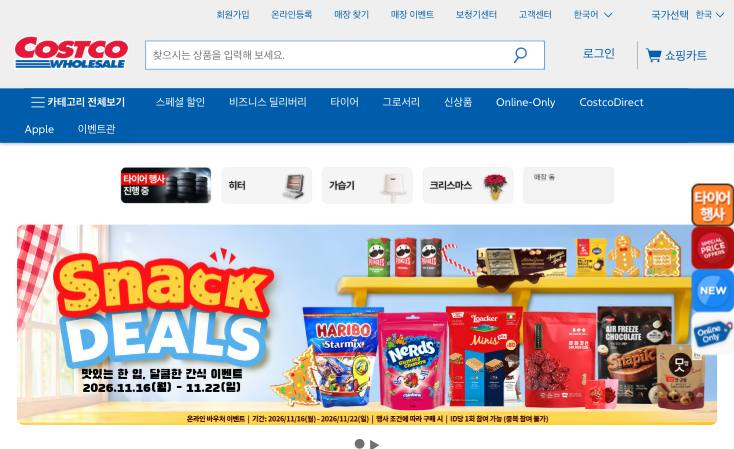 회원가입 온라인등록 매장 찾기 매장 이벤트 보청기센터 고객센터 한국어 국가선택 한국
COSTCO
WHOLESALE
찾으시는 상품을 입력해 보세요.
로그인
쇼핑카트
카테고리 전체보기 스페셜 할인 비즈니스 딜리버리 타이어 그로서리 신상품 Online-Only CostcoDirect
Apple 이벤트관
타이어 행사
진행 중
히터
가습기
크리스마스
매장 동
타이어
행사
SPECIAL
PRICE
OFFERS
NEW
Online
Only
Snack
DEALS
맛있는 한 입, 달콤한 간식 이벤트
2026.11.16(월) - 11.22(일)
HARIBO
Starmix
Nerds
Gummy
Clusters
Loacker
Minis
AIR FREEZE
CHOCOLATE
Snapik
맛
온라인 바우처 이벤트 | 기간: 2026/11/16(월) - 2026/11/22(일) | 행사 조건에 따라 구매 시 | ID당 1회 참여 가능 (중복 참여 불가)